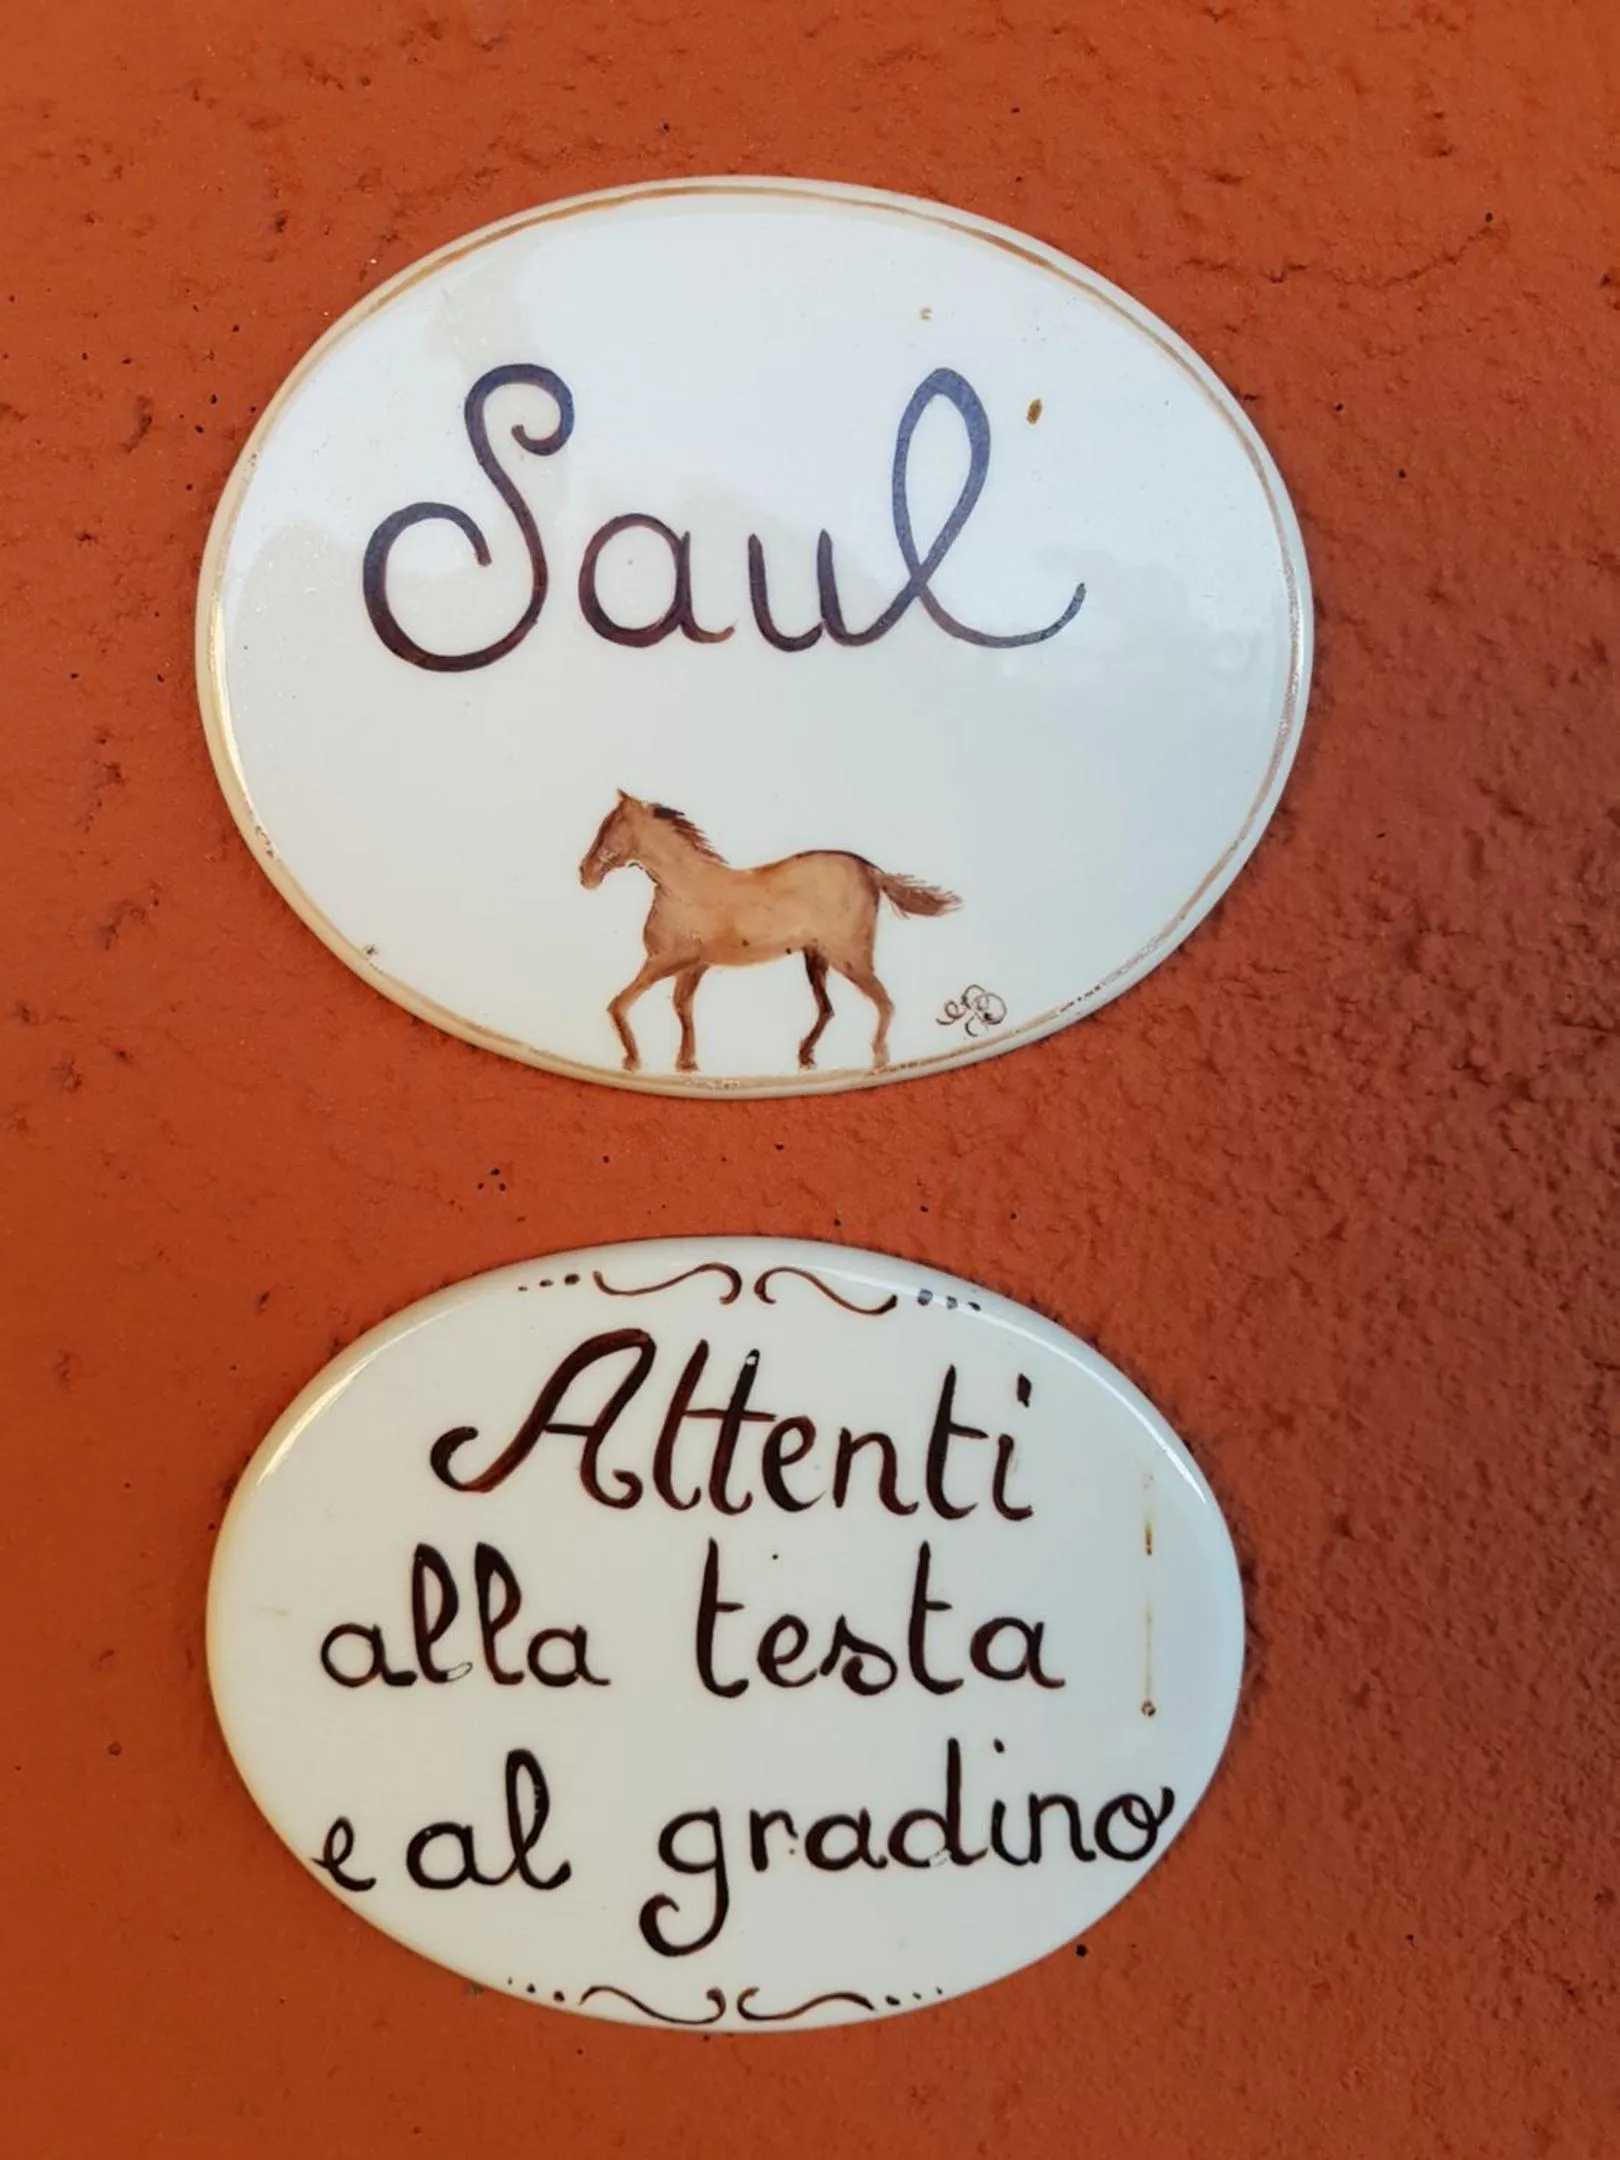 Saul
Attenti
alla testa
e al gradino